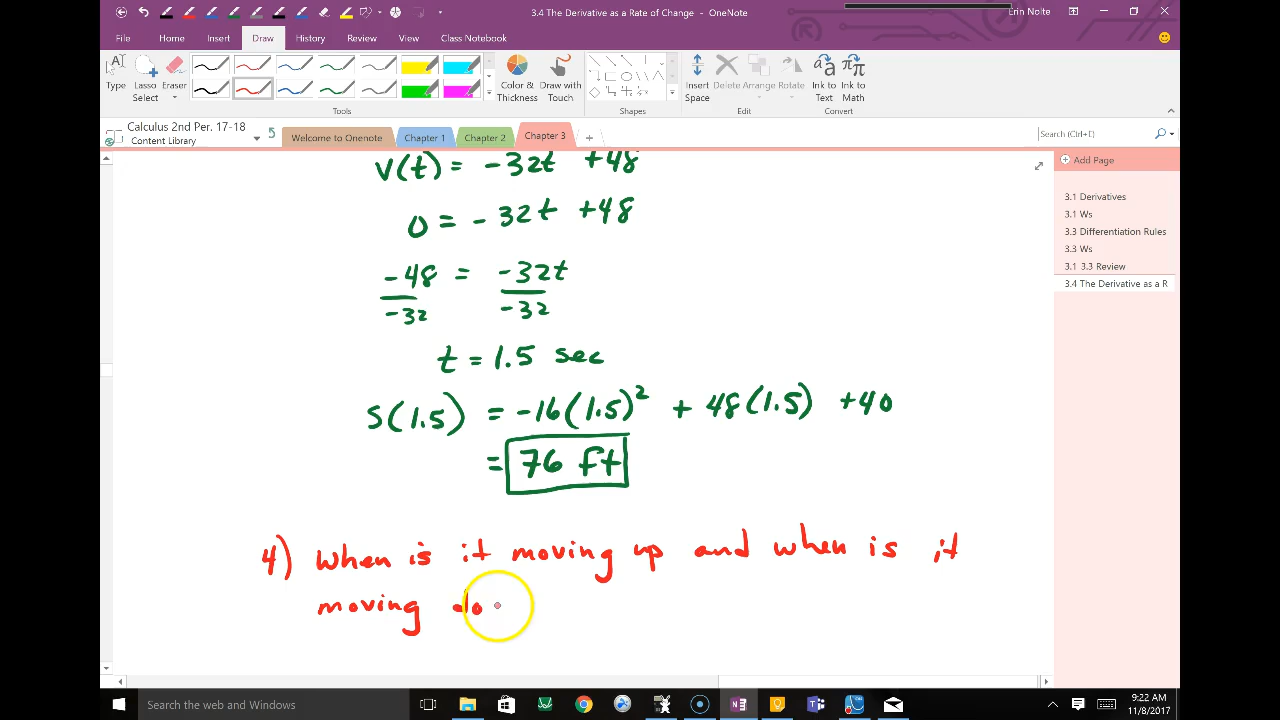 3.4 The Derivative as a Rate of Change - OneNote
Erin Nolte
File Home Insert Draw History Review View Class Notebook
Type
Lasso Select
Eraser
Color & Thickness
Draw with Touch
Insert Space
Delete
Arrange
Rotate
Ink to Text
Ink to Math
Tools
Shapes
Edit
Convert
Calculus 2nd Per. 17-18
Content Library
Welcome to Onenote
Chapter 1
Chapter 2
Chapter 3
Search (Ctrl+E)
Add Page
3.1 Derivatives
3.1 Ws
3.3 Differentiation Rules
3.3 Ws
3.1 3.3 Review
3.4 The Derivative as a R
v(t) = -32t +48
0 = -32t +48
-48 = -32t
-32 -32
t = 1.5 sec
S(1.5) = -16(1.5)² + 48(1.5) +40
= 76 ft
4) When is it moving up and when is it
moving do
Search the web and Windows
9:22 AM
11/8/2017